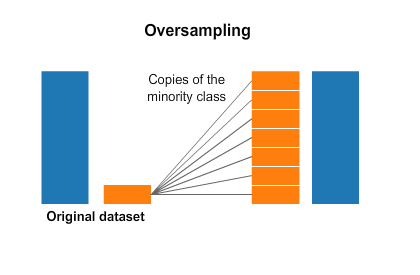 Oversampling
Copies of the
minority class
Original dataset